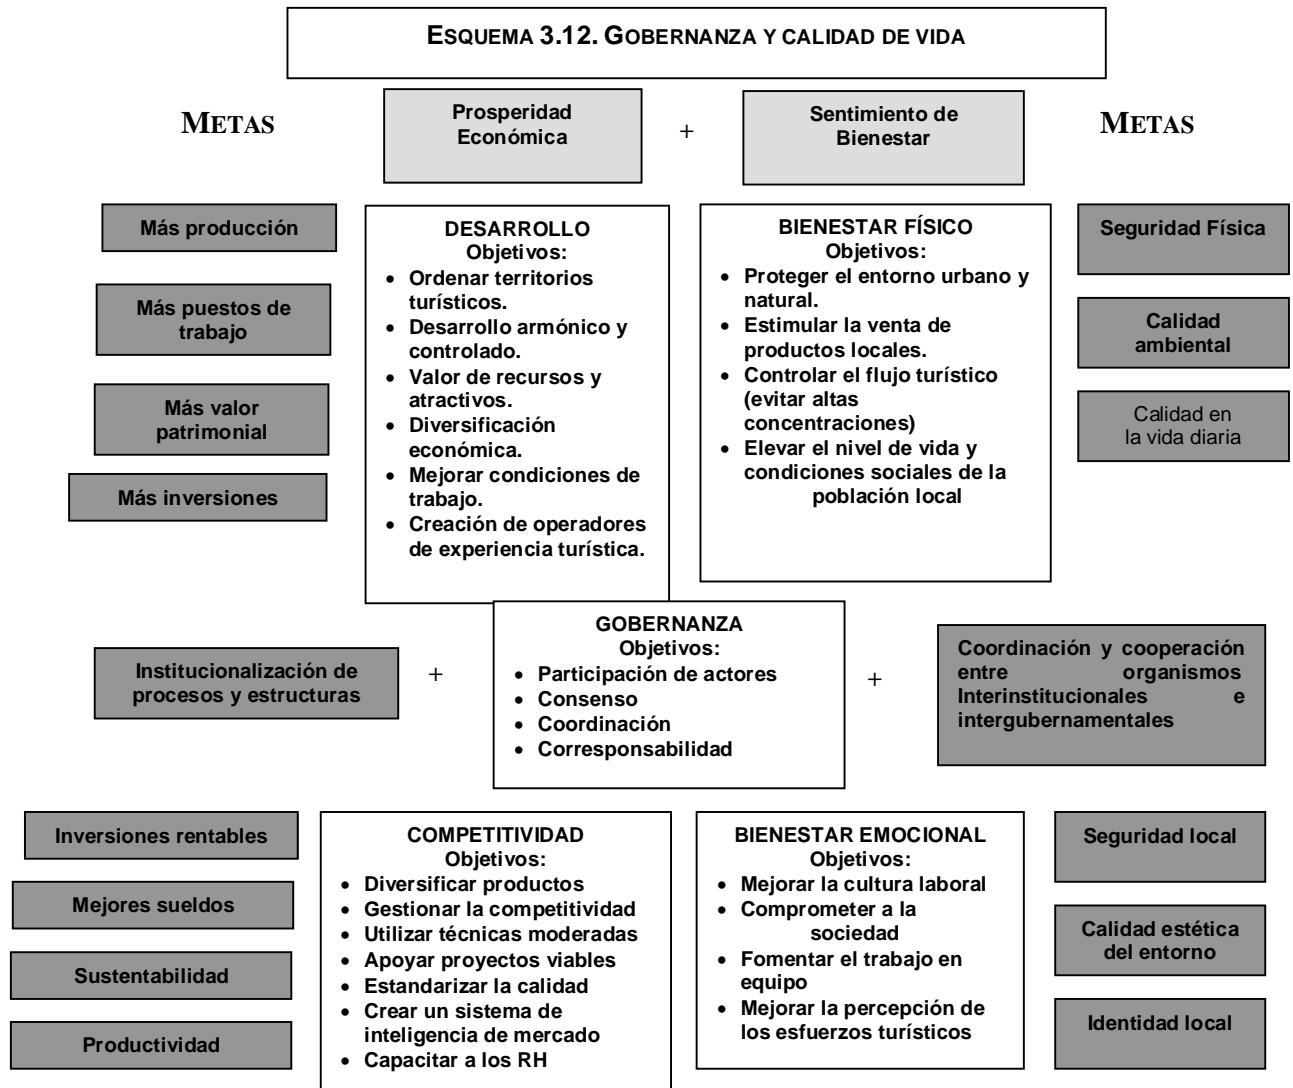 ESQUEMA 3.12. GOBERNANZA Y CALIDAD DE VIDA
METAS
Prosperidad
Económica
+
Sentimiento de
Bienestar
METAS
Más producción
Más puestos de
trabajo
Más valor
patrimonial
Más inversiones
DESARROLLO
Objetivos:
• Ordenar territorios
turísticos.
• Desarrollo armónico y
controlado.
• Valor de recursos y
atractivos.
• Diversificación
económica.
• Mejorar condiciones de
trabajo.
• Creación de operadores
de experiencia turística.
BIENESTAR FÍSICO
Objetivos:
• Proteger el entorno urbano y
natural.
• Estimular la venta de
productos locales.
• Controlar el flujo turístico
(evitar altas
concentraciones)
• Elevar el nivel de vida y
condiciones sociales de la
población local
Seguridad Física
Calidad
ambiental
Calidad en
la vida diaria
Institucionalización de
procesos y estructuras
+
GOBERNANZA
Objetivos:
• Participación de actores
• Consenso
• Coordinación
• Corresponsabilidad
+
Coordinación y cooperación
entre organismos
Interinstitucionales e
intergubernamentales
Inversiones rentables
Mejores sueldos
Sustentabilidad
Productividad
COMPETITIVIDAD
Objetivos:
• Diversificar productos
• Gestionar la competitividad
• Utilizar técnicas moderadas
• Apoyar proyectos viables
• Estandarizar la calidad
• Crear un sistema de
inteligencia de mercado
• Capacitar a los RH
BIENESTAR EMOCIONAL
Objetivos:
• Mejorar la cultura laboral
• Comprometer a la
sociedad
• Fomentar el trabajo en
equipo
• Mejorar la percepción de
los esfuerzos turísticos
Seguridad local
Calidad estética
del entorno
Identidad local